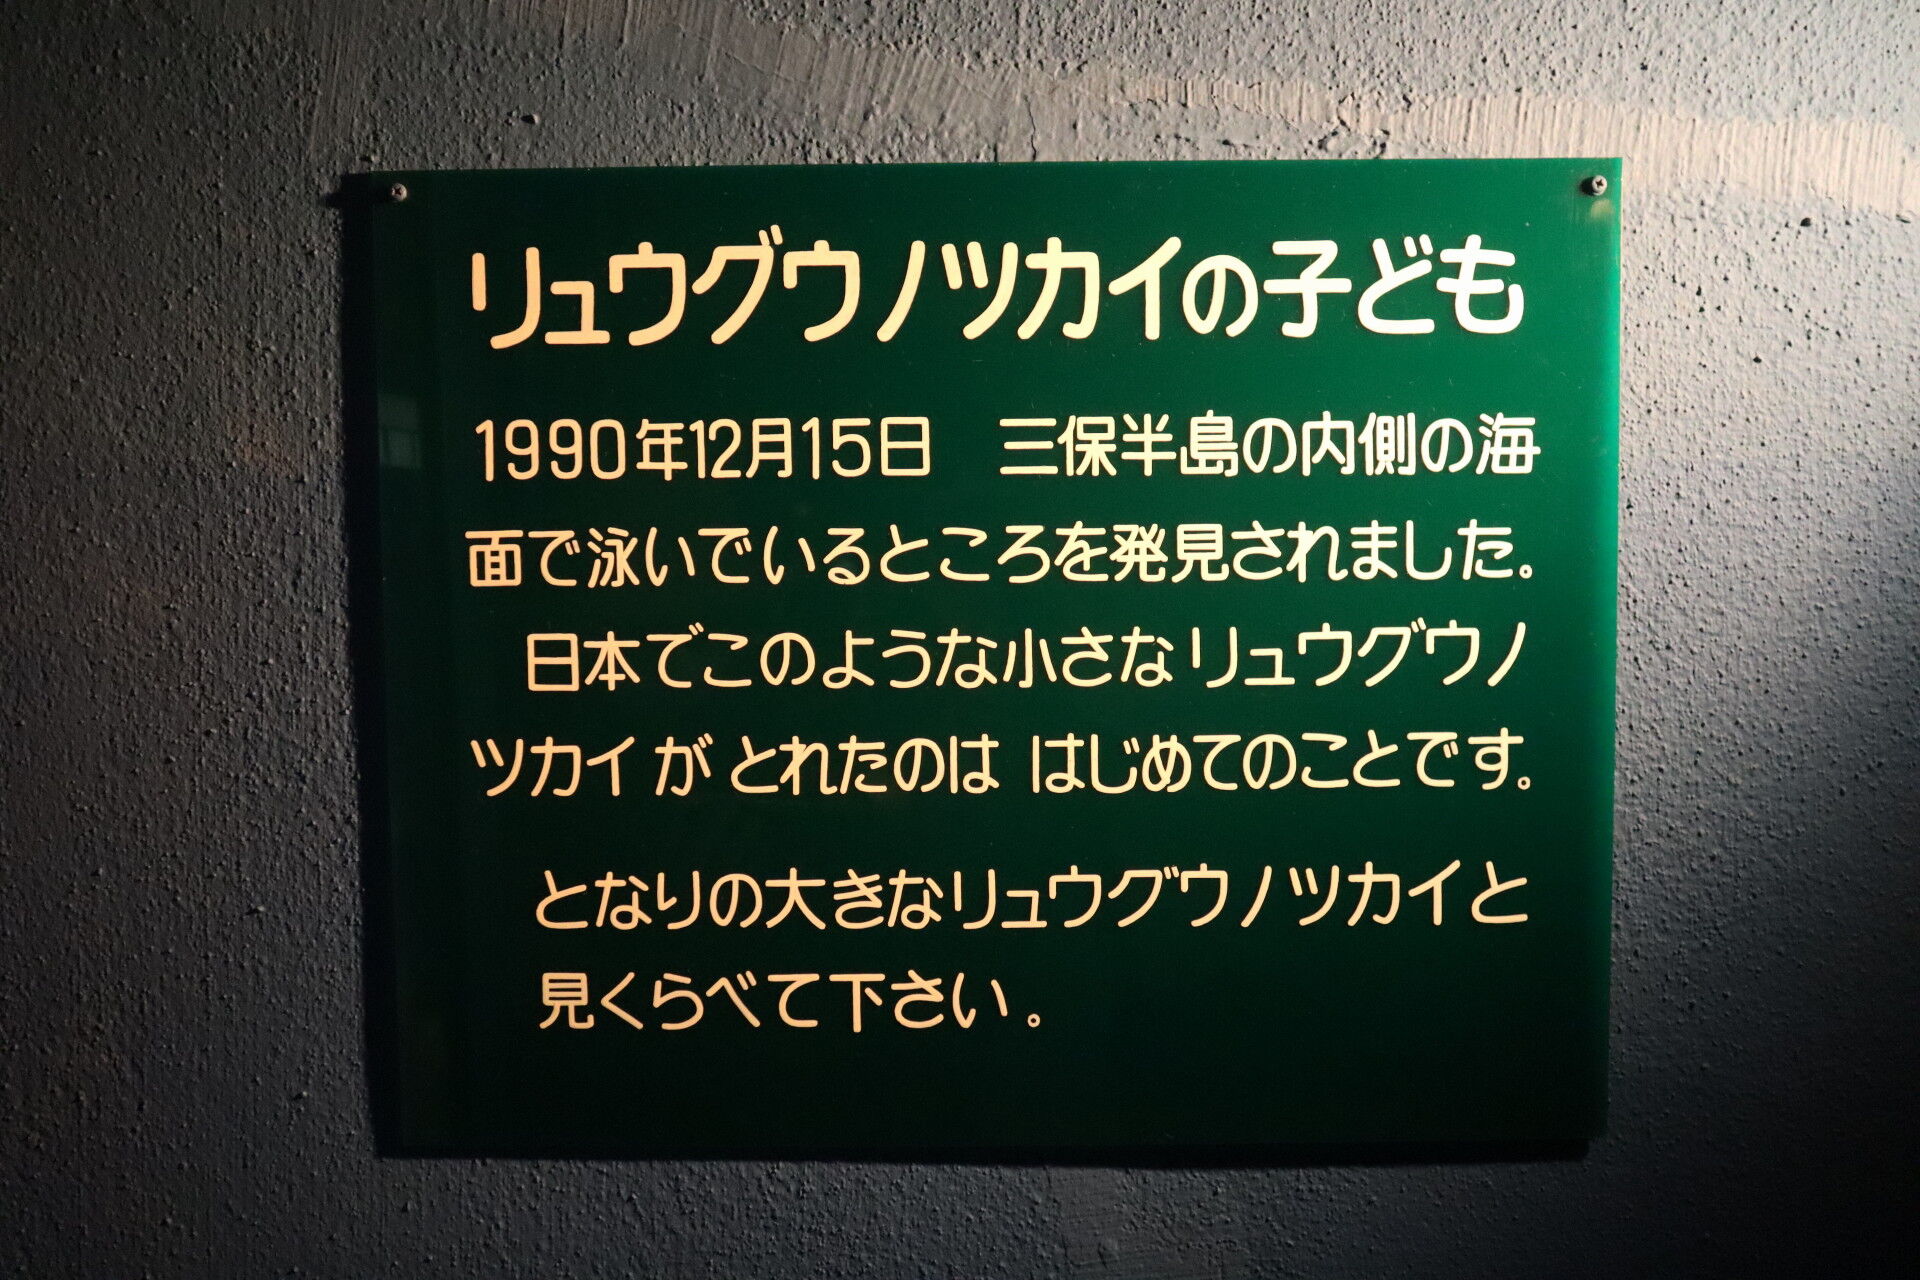 リュウグウノツカイの子ども
1990年12月15日　三保半島の内側の海
面で泳いでいるところを発見されました。
日本でこのような小さなリュウグウノ
ツカイが とれたのは はじめてのことです。
となりの大きなリュウグウノツカイと
見くらべて下さい。